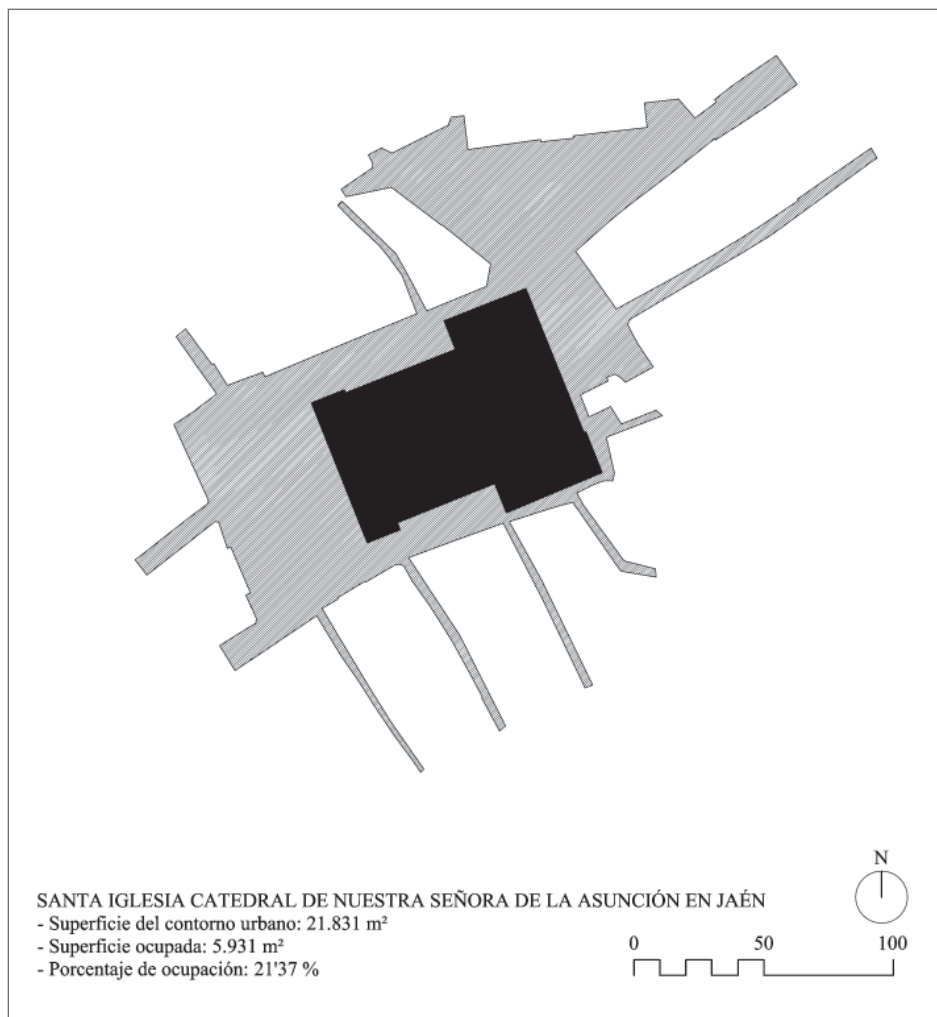 N
SANTA IGLESIA CATEDRAL DE NUESTRA SEÑORA DE LA ASUNCIÓN EN JAÉN
- Superficie del contorno urbano: 21.831 m²
- Superficie ocupada: 5.931 m²
- Porcentaje de ocupación: 21'37 %
0 50 100